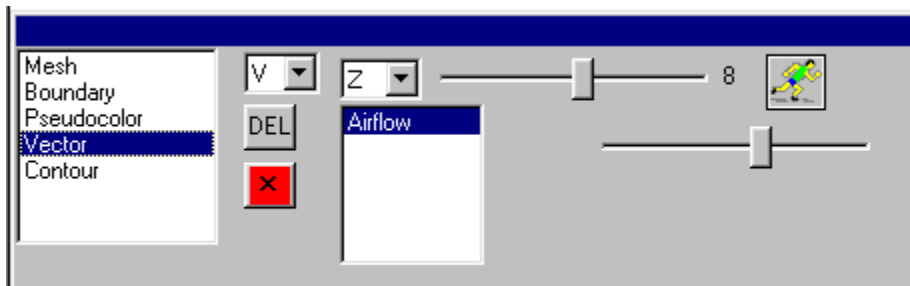 Mesh
Boundary
Pseudocolor
Vector
Contour
V
DEL
X
Z
8
Airflow